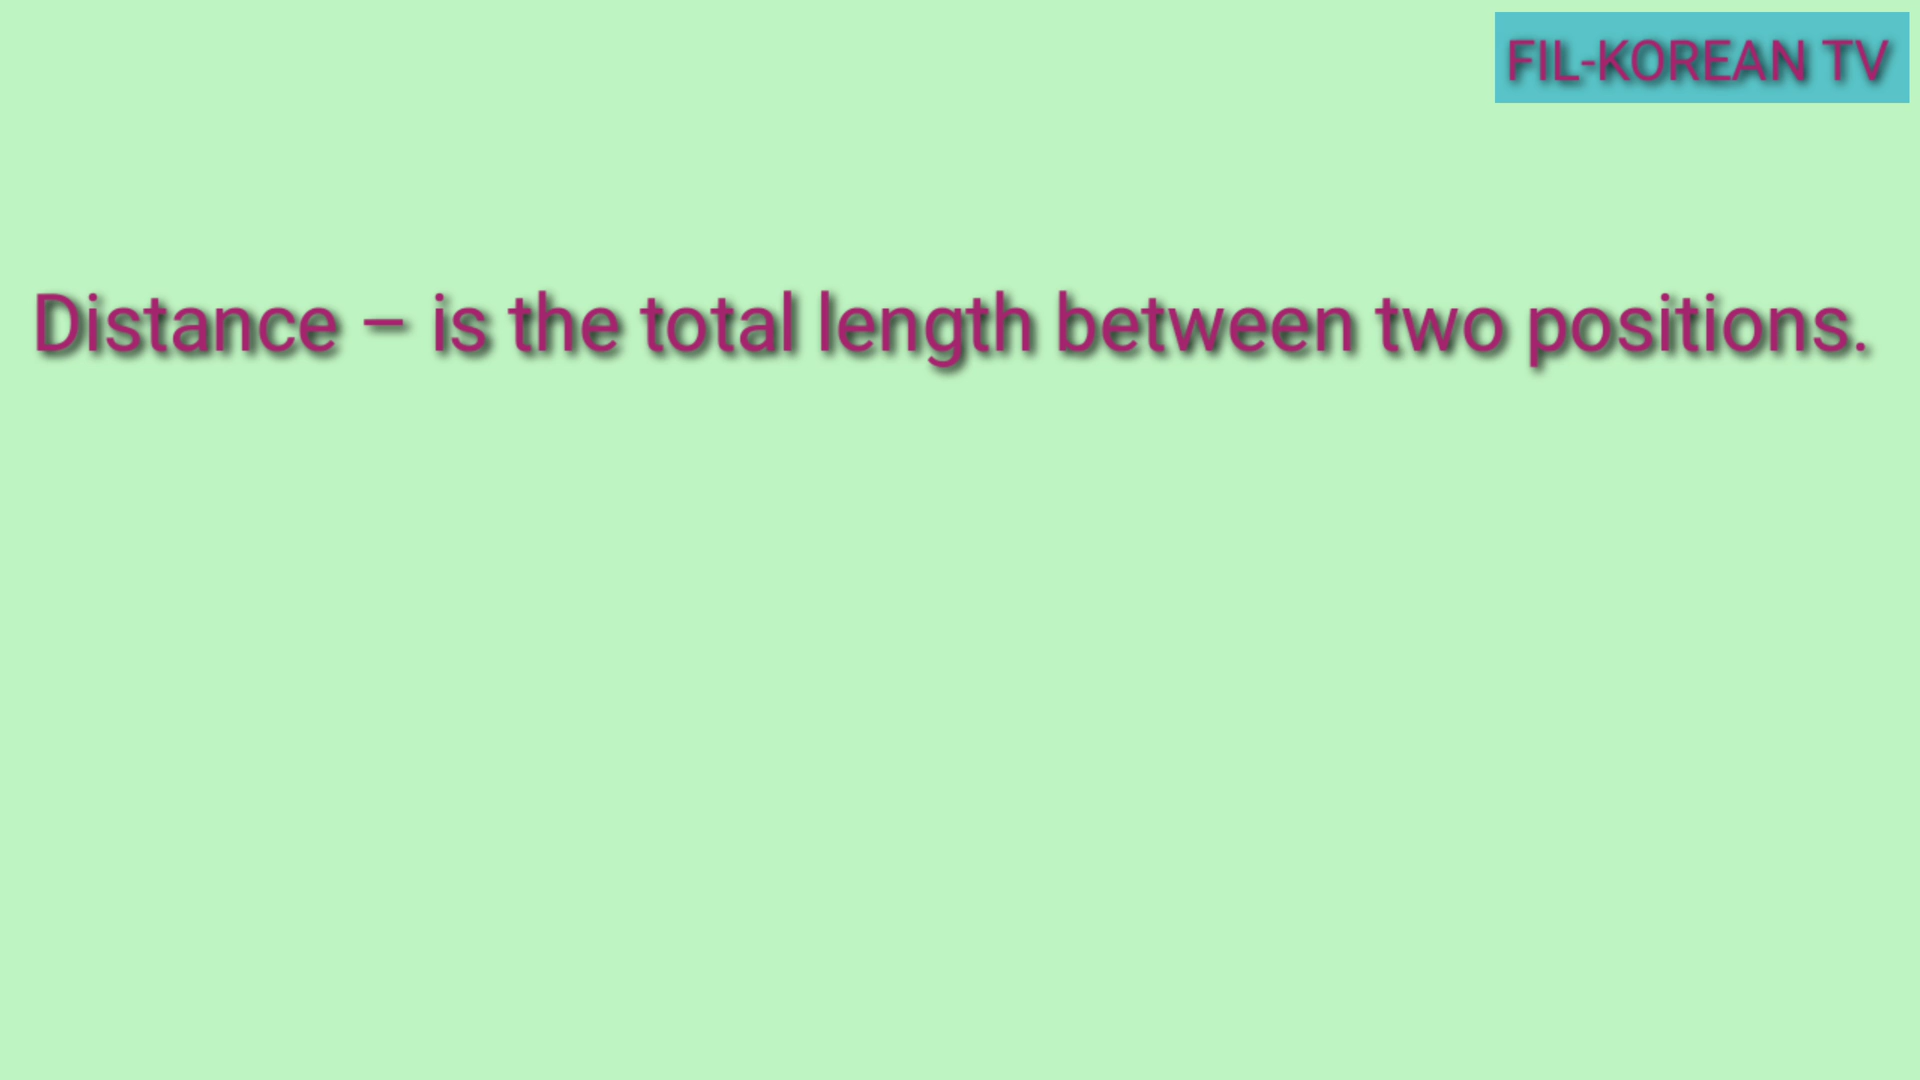 FIL-KOREAN TV
Distance – is the total length between two positions.